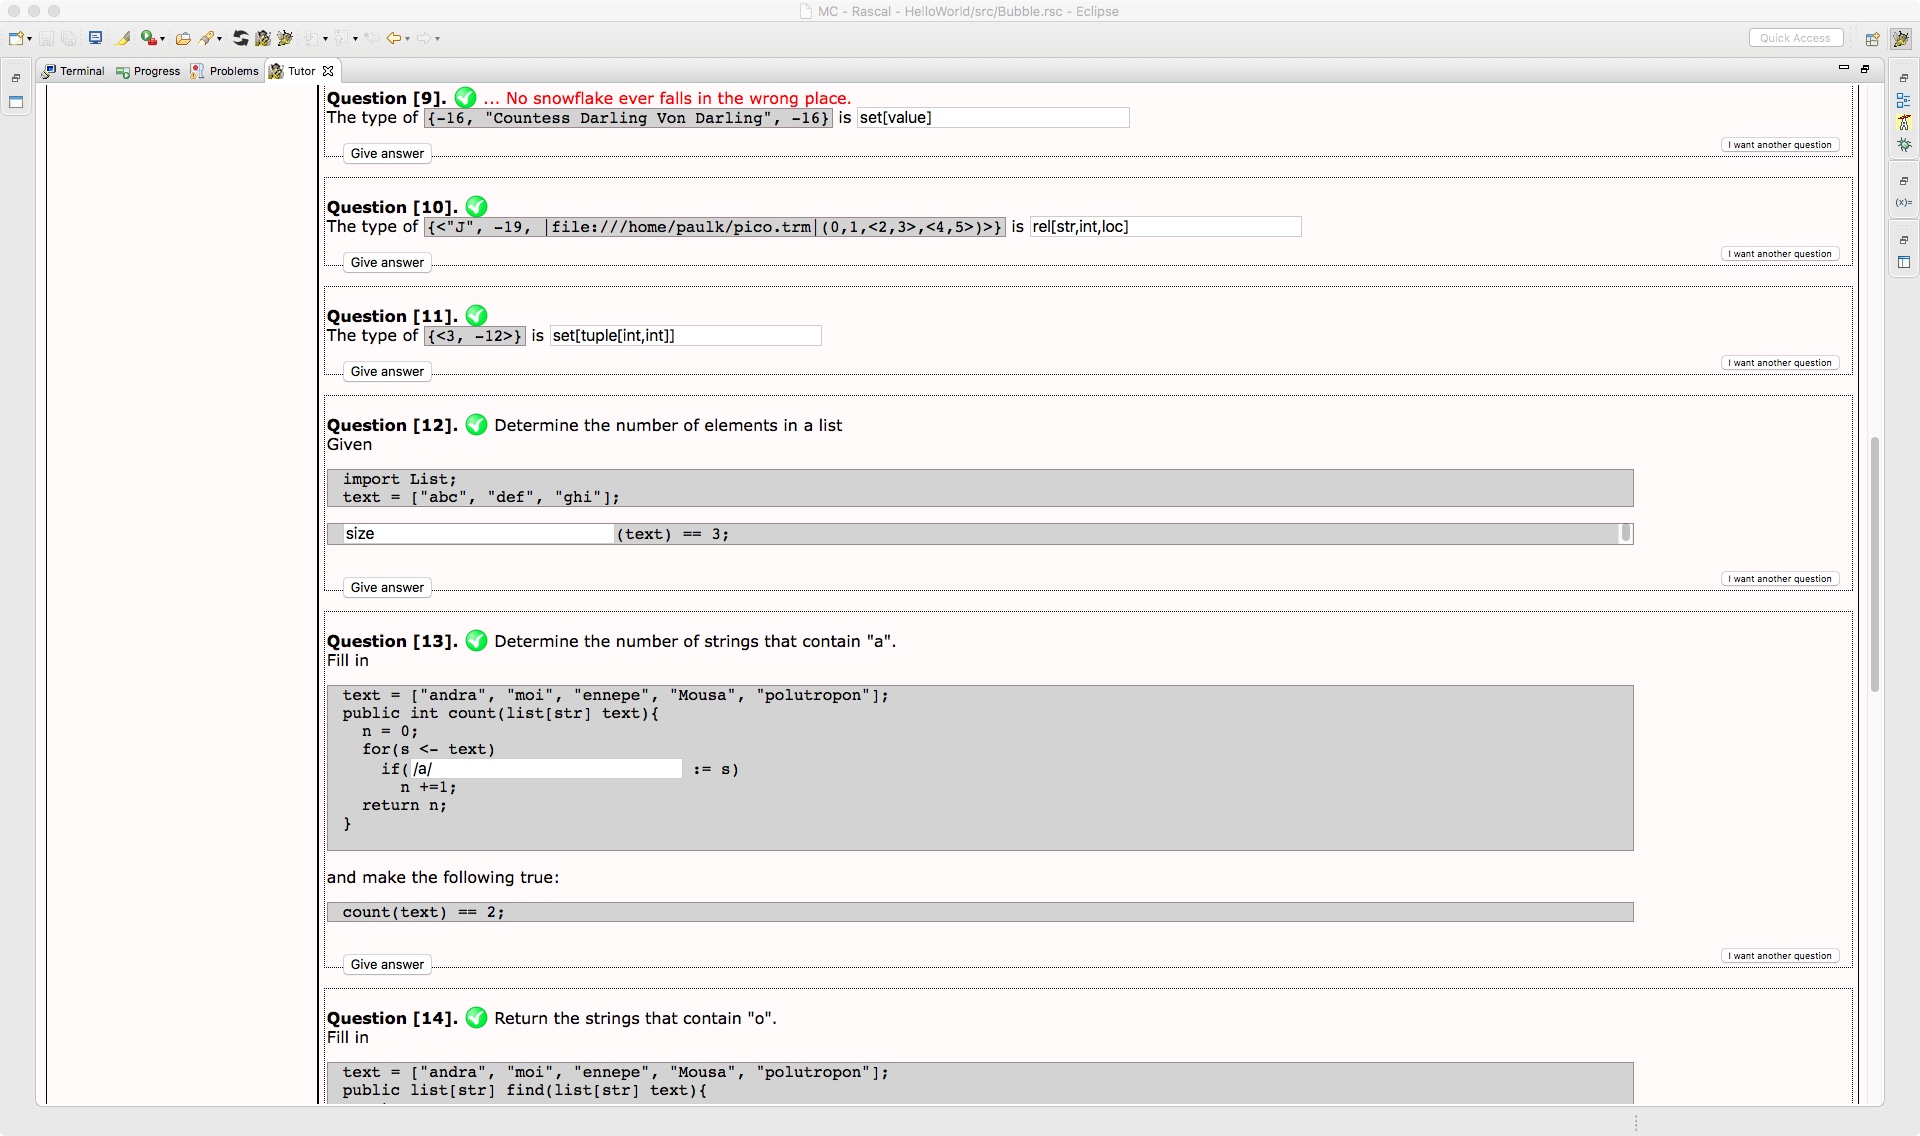 MC - Rascal - HelloWorld/src/Bubble.rsc - Eclipse
Quick Access
Terminal Progress Problems Tutor
Question [9]. ... No snowflake ever falls in the wrong place.
The type of {-16, "Countess Darling Von Darling", -16} is set[value]
Give answer I want another question
Question [10].
The type of {<"J", -19, |file:///home/paulk/pico.trm|(0,1,<2,3>,<4,5>)>} is rel[str,int,loc]
Give answer I want another question
Question [11].
The type of {<3, -12>} is set[tuple[int,int]]
Give answer I want another question
Question [12]. Determine the number of elements in a list
Given
import List;
text = ["abc", "def", "ghi"];
size (text) == 3;
Give answer I want another question
Question [13]. Determine the number of strings that contain "a".
Fill in
text = ["andra", "moi", "ennepe", "Mousa", "polutropon"];
public int count(list[str] text){
n = 0;
for(s <- text)
if( /a/ := s)
n +=1;
return n;
}
and make the following true:
count(text) == 2;
Give answer I want another question
Question [14]. Return the strings that contain "o".
Fill in
text = ["andra", "moi", "ennepe", "Mousa", "polutropon"];
public list[str] find(list[str] text){
(x)=